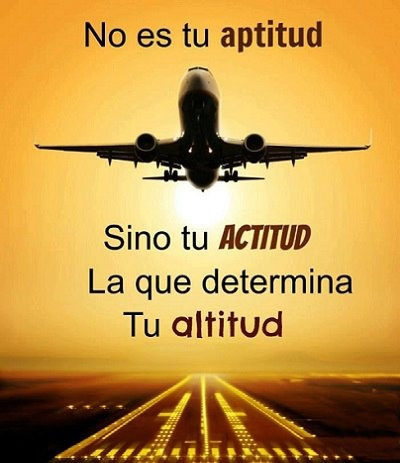 No es tu aptitud
Sino tu ACTITUD
La que determina
Tu altitud